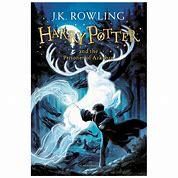 J.K. ROWLING
HARRY POTTER
and the
Prisoner of Azkaban